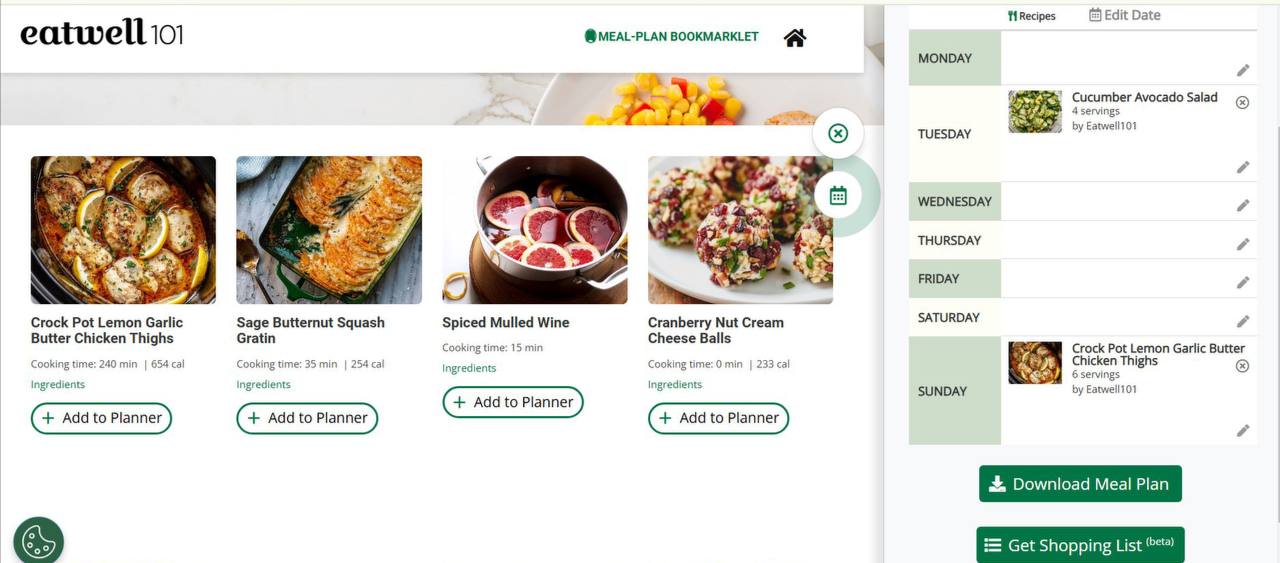 eatwell 101
MEAL-PLAN BOOKMARKLET
Crock Pot Lemon Garlic
Butter Chicken Thighs
Cooking time: 240 min | 654 cal
Ingredients
+ Add to Planner
Sage Butternut Squash
Gratin
Cooking time: 35 min | 254 cal
Ingredients
+ Add to Planner
Spiced Mulled Wine
Cooking time: 15 min
Ingredients
+ Add to Planner
Cranberry Nut Cream
Cheese Balls
Cooking time: 0 min | 233 cal
Ingredients
+ Add to Planner
Recipes
Edit Date
MONDAY
TUESDAY
Cucumber Avocado Salad
4 servings
by Eatwell101
WEDNESDAY
THURSDAY
FRIDAY
SATURDAY
SUNDAY
Crock Pot Lemon Garlic Butter
Chicken Thighs
6 servings
by Eatwell101
Download Meal Plan
Get Shopping List (beta)